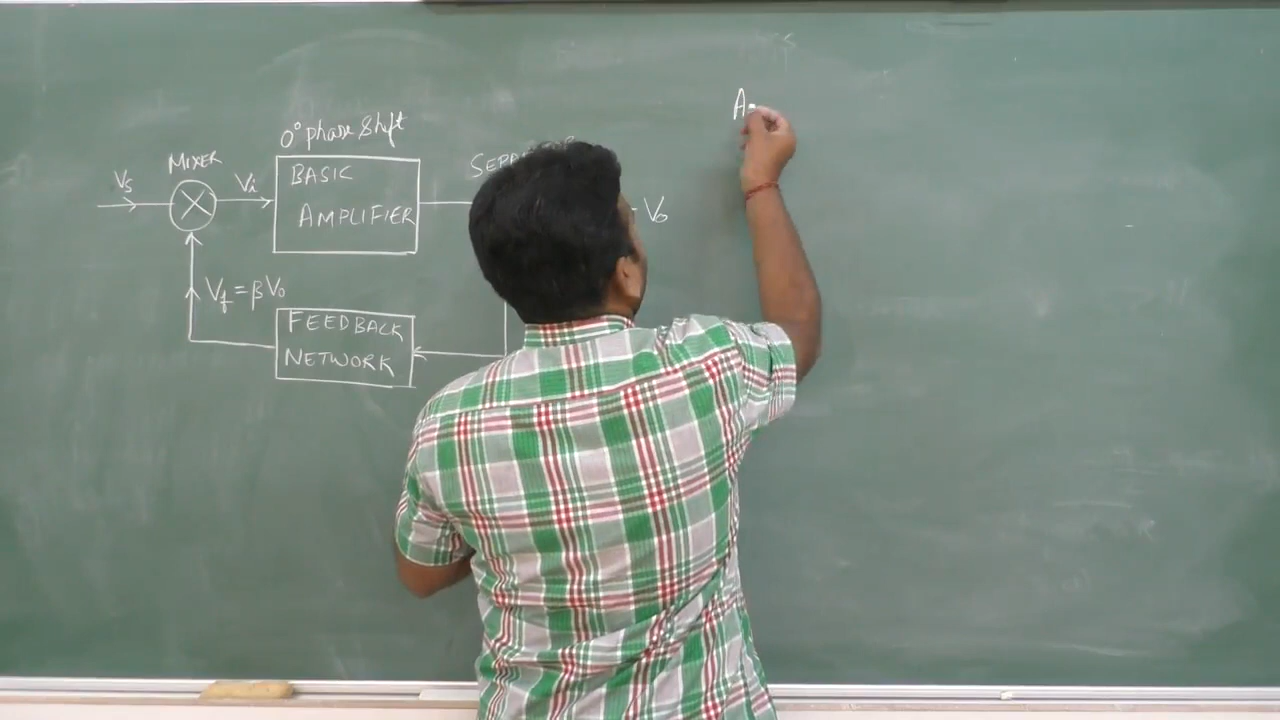 0° phase shift
MIXER
Vs
Vi
BASIC
AMPLIFIER
Vo
Vf = βVo
FEEDBACK
NETWORK
A